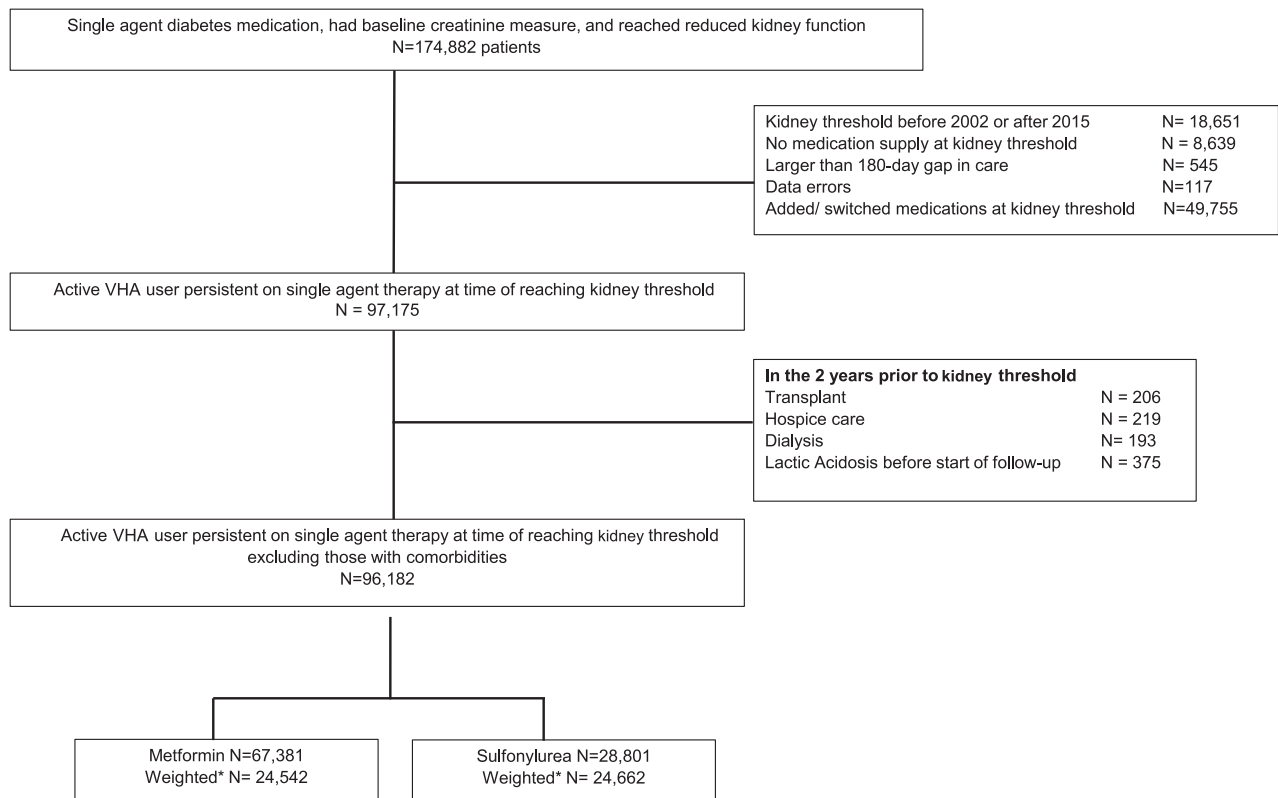 Single agent diabetes medication, had baseline creatinine measure, and reached reduced kidney function
N=174,882 patients
Kidney threshold before 2002 or after 2015 N= 18,651
No medication supply at kidney threshold N = 8,639
Larger than 180-day gap in care N= 545
Data errors N=117
Added/ switched medications at kidney threshold N=49,755
Active VHA user persistent on single agent therapy at time of reaching kidney threshold
N = 97,175
In the 2 years prior to kidney threshold
Transplant N = 206
Hospice care N = 219
Dialysis N= 193
Lactic Acidosis before start of follow-up N = 375
Active VHA user persistent on single agent therapy at time of reaching kidney threshold
excluding those with comorbidities
N=96,182
Metformin N=67,381
Weighted* N= 24,542
Sulfonylurea N=28,801
Weighted* N= 24,662